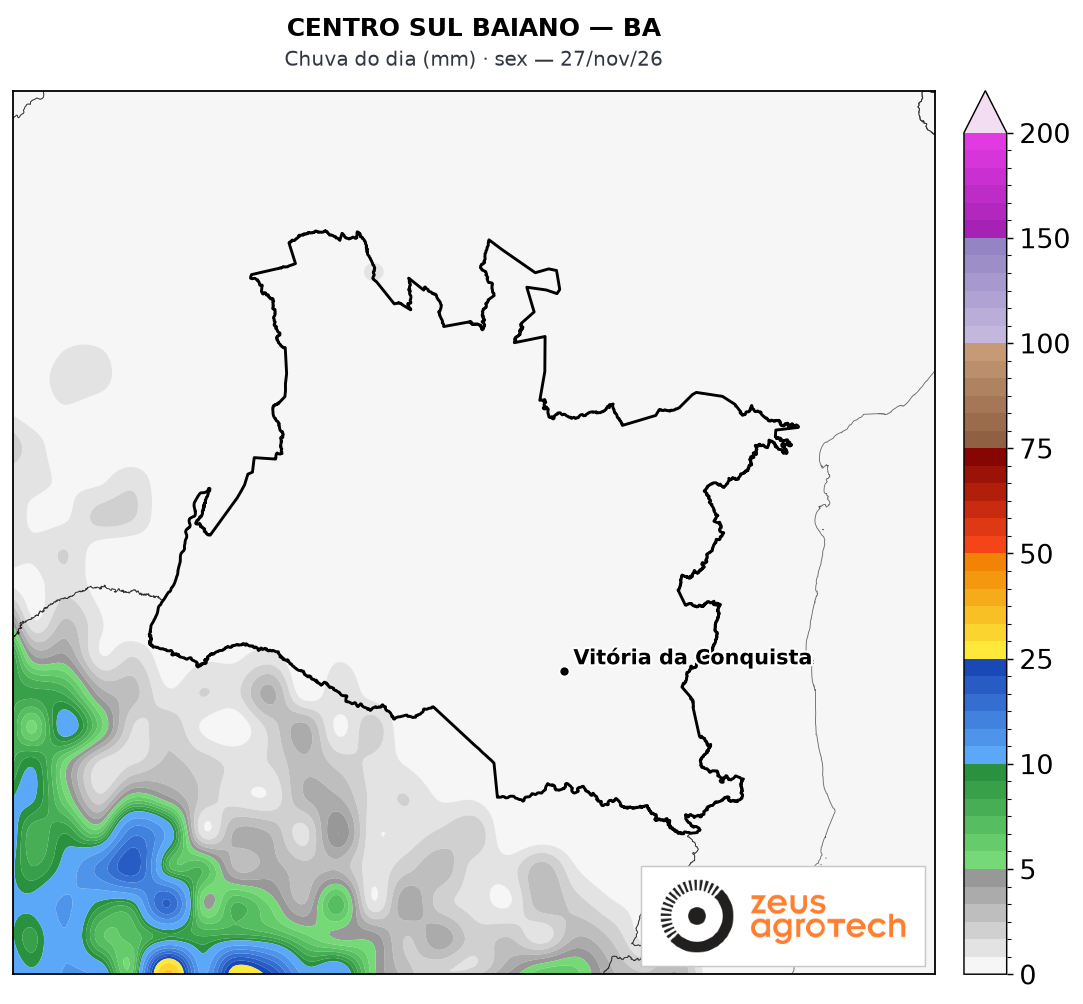 CENTRO SUL BAIANO — BA
Chuva do dia (mm) · sex — 27/nov/26
200
150
100
75
50
25
10
5
0
Vitória da Conquista
zeus
agrotech